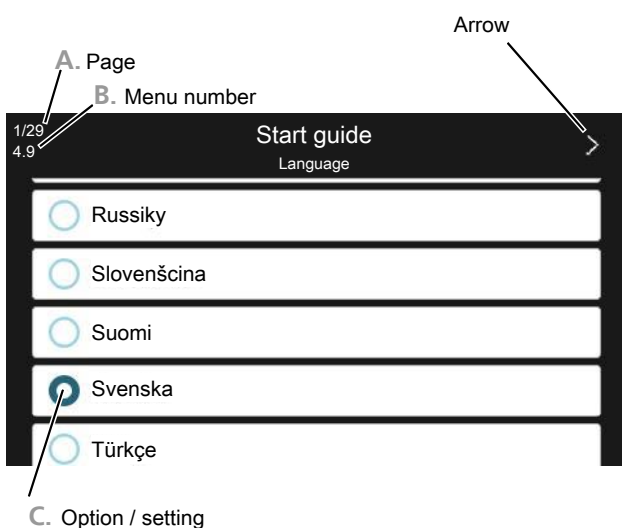 Arrow
A. Page
B. Menu number
1/29
4.9
Start guide
Language
Russiky
Slovenšcina
Suomi
Svenska
Türkçe
C. Option / setting